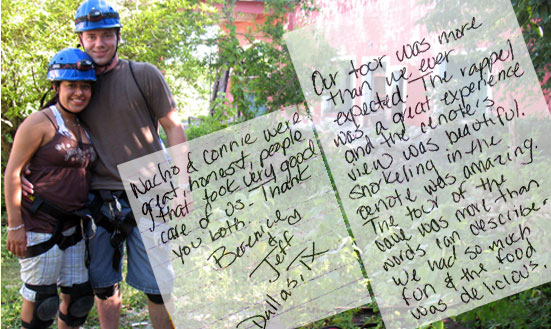 Our tour was more
than we ever
expected. The rappel
was a great experience
and the cenotes
view was beautiful.
Snorkeling in the
cenote was amazing.
The tour of the
cave was more than
words can describe.
We had so much
fun & the food
was delicious.
Nacho & Connie were
great, honest, people
that took very good
care of us. Thank
you both.
Berenice
&
Jeff
Dallas, TX